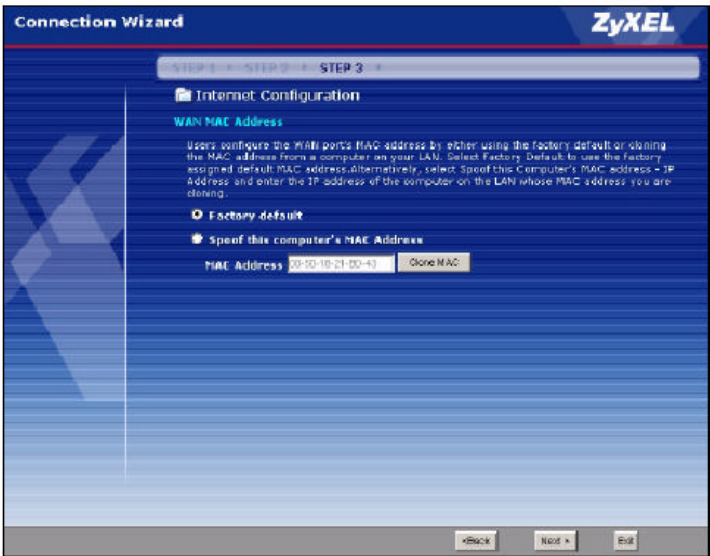 Connection Wizard
ZyXEL
STEP 1 STEP 2 STEP 3
Internet Configuration
WAN MAC Address
Users configure the WAN port's MAC address by either using the factory default or cloning
the MAC address from a computer on your LAN. Select Factory Default to use the factory
assigned default MAC address.Alternatively, select Spoof this Computer's MAC address - IP
Address and enter the IP address of the computer on the LAN whose MAC address you are
cloning.
Factory default
Spoof this computer's MAC Address
MAC Address Clone MAC
<Back Next > Exit